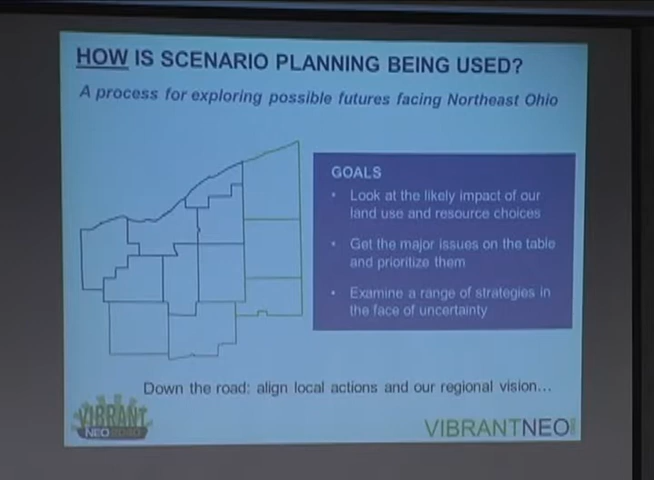 HOW IS SCENARIO PLANNING BEING USED?
A process for exploring possible futures facing Northeast Ohio
GOALS
• Look at the likely impact of our
land use and resource choices
• Get the major issues on the table
and prioritize them
• Examine a range of strategies in
the face of uncertainty
Down the road: align local actions and our regional vision…
VIBRANT
NEO2040
VIBRANTNEO